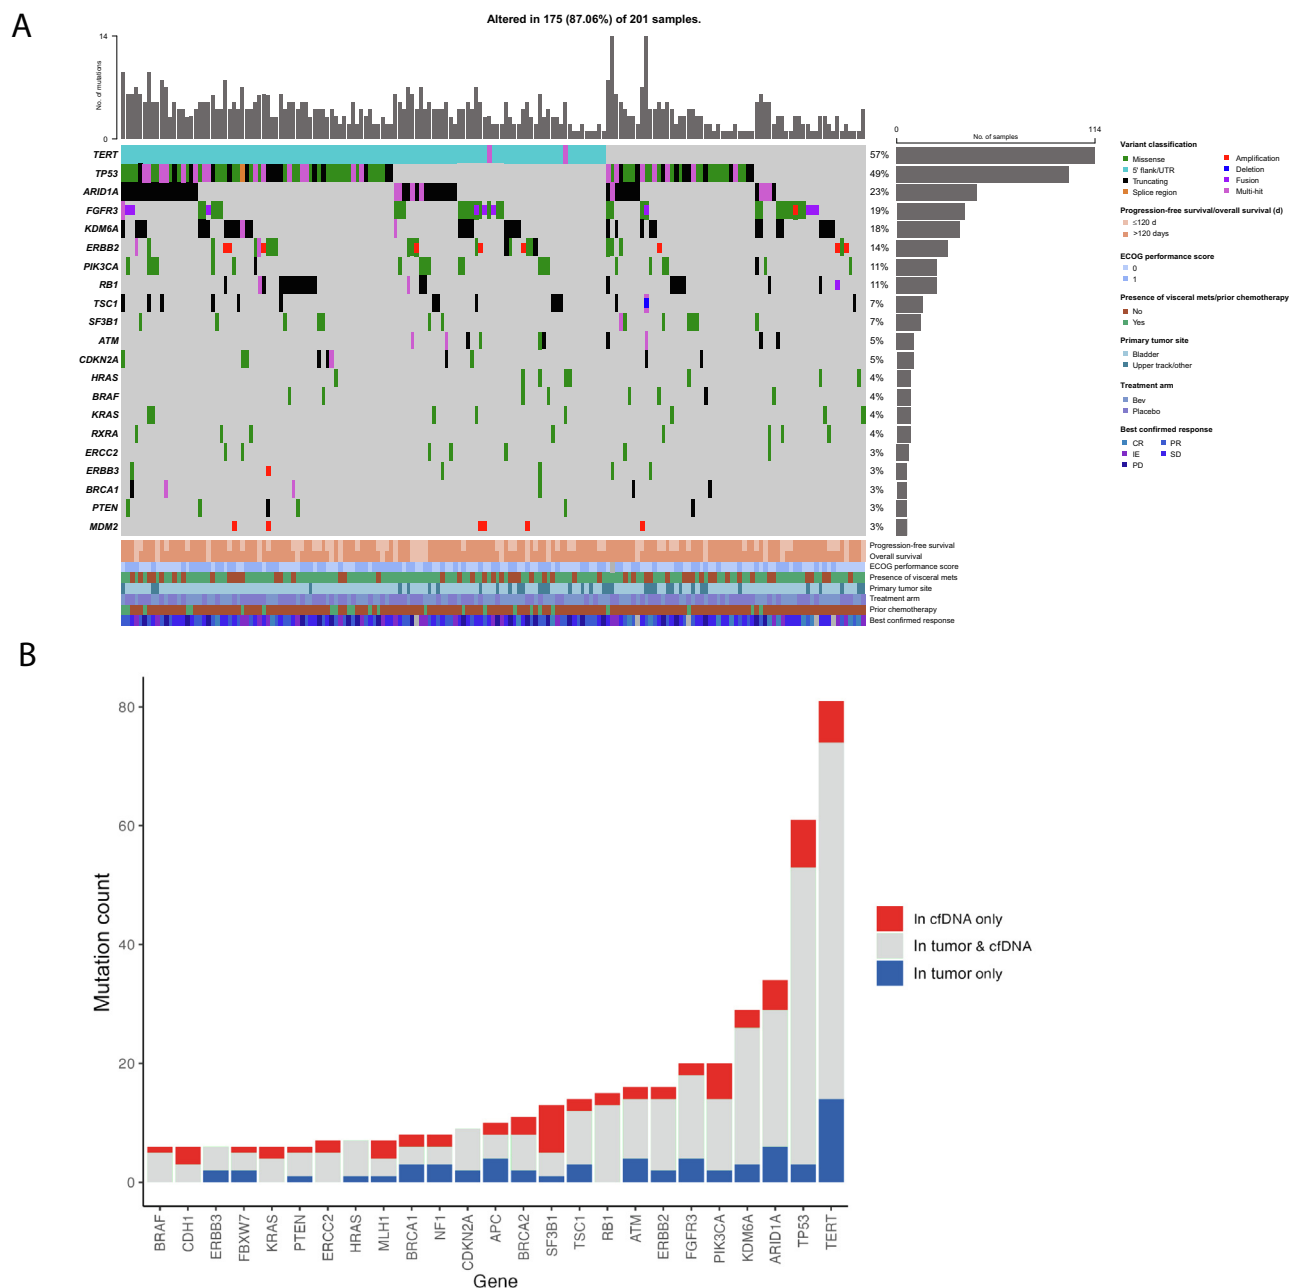 A
Altered in 175 (87.06%) of 201 samples.
14
No. of mutations
0
0
No. of samples
114
TERT 57%
TP53 49%
ARID1A 23%
FGFR3 19%
KDM6A 18%
ERBB2 14%
PIK3CA 11%
RB1 11%
TSC1 7%
SF3B1 7%
ATM 5%
CDKN2A 5%
HRAS 4%
BRAF 4%
KRAS 4%
RXRA 4%
ERCC2 3%
ERBB3 3%
BRCA1 3%
PTEN 3%
MDM2 3%
Progression-free survival
Overall survival
ECOG performance score
Presence of visceral mets
Primary tumor site
Treatment arm
Prior chemotherapy
Best confirmed response
Variant classification
Missense Amplification
5' flank/UTR Deletion
Truncating Fusion
Splice region Multi-hit
Progression-free survival/overall survival (d)
≤120 d
>120 days
ECOG performance score
0
1
Presence of visceral mets/prior chemotherapy
No
Yes
Primary tumor site
Bladder
Upper track/other
Treatment arm
Bev
Placebo
Best confirmed response
CR PR
IE SD
PD
B
Mutation count
80
60
40
20
0
BRAF CDH1 ERBB3 FBXW7 KRAS PTEN ERCC2 HRAS MLH1 BRCA1 NF1 CDKN2A APC BRCA2 SF3B1 TSC1 RB1 ATM ERBB2 FGFR3 PIK3CA KDM6A ARID1A TP53 TERT
Gene
In cfDNA only
In tumor & cfDNA
In tumor only